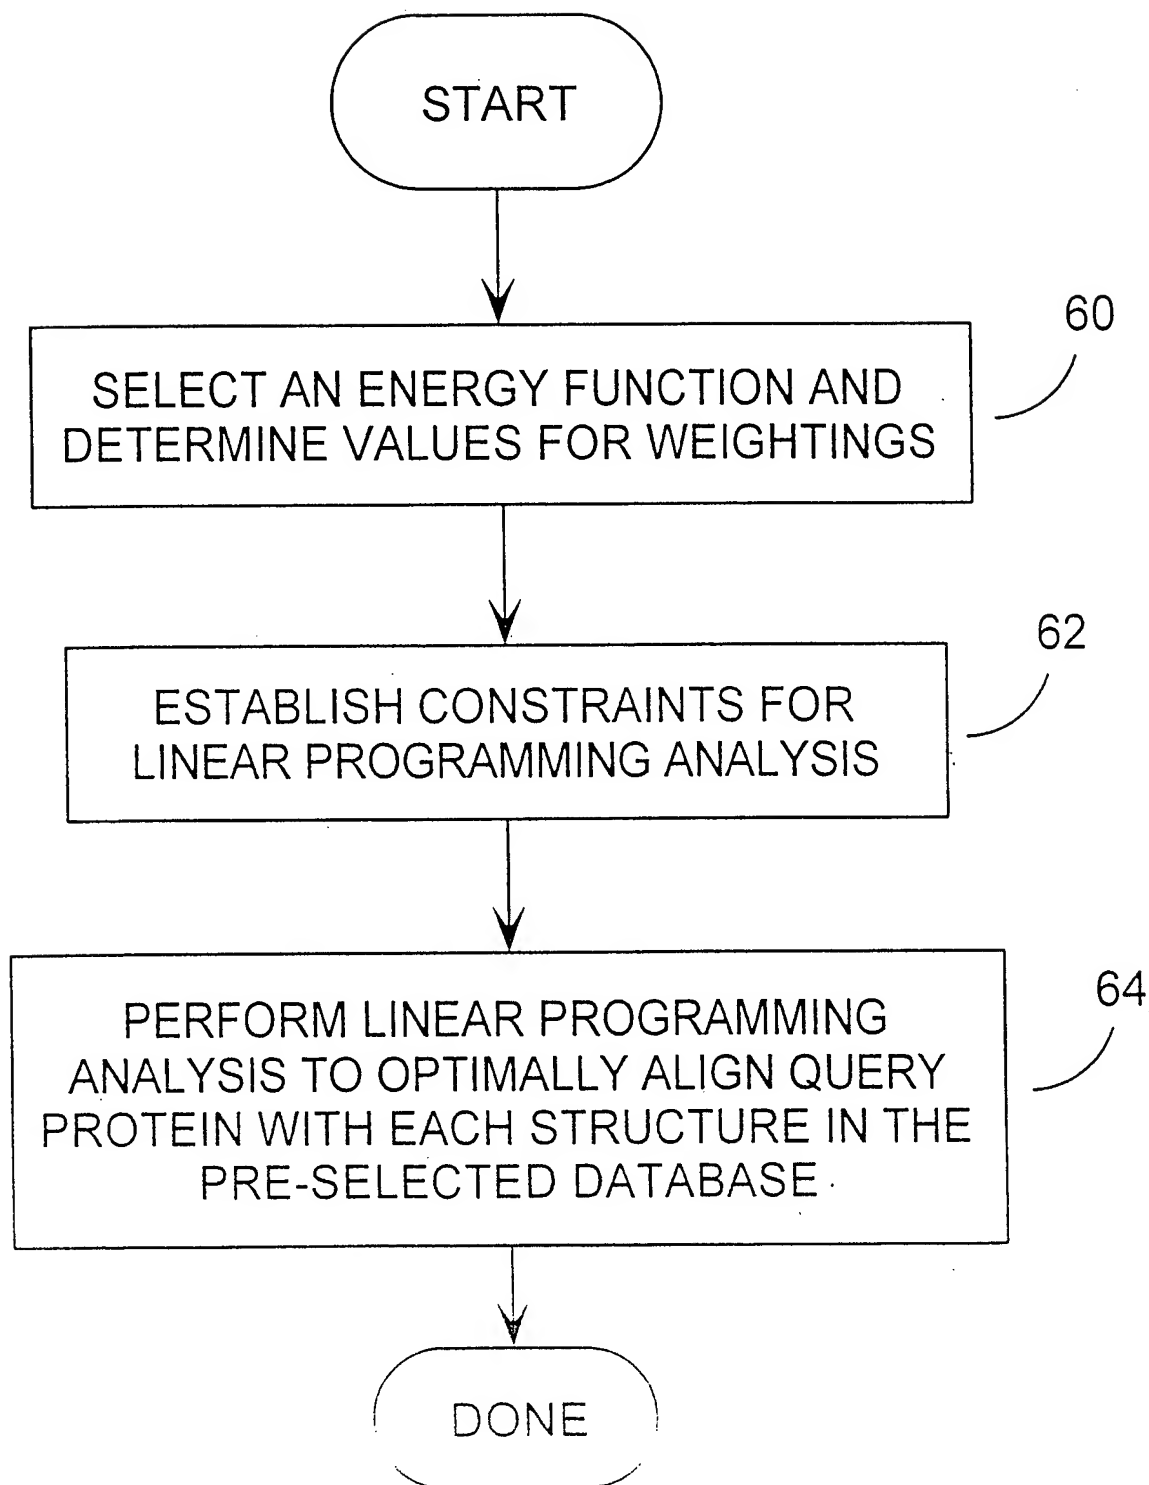 START
60
SELECT AN ENERGY FUNCTION AND
DETERMINE VALUES FOR WEIGHTINGS
62
ESTABLISH CONSTRAINTS FOR
LINEAR PROGRAMMING ANALYSIS
64
PERFORM LINEAR PROGRAMMING
ANALYSIS TO OPTIMALLY ALIGN QUERY
PROTEIN WITH EACH STRUCTURE IN THE
PRE-SELECTED DATABASE
DONE